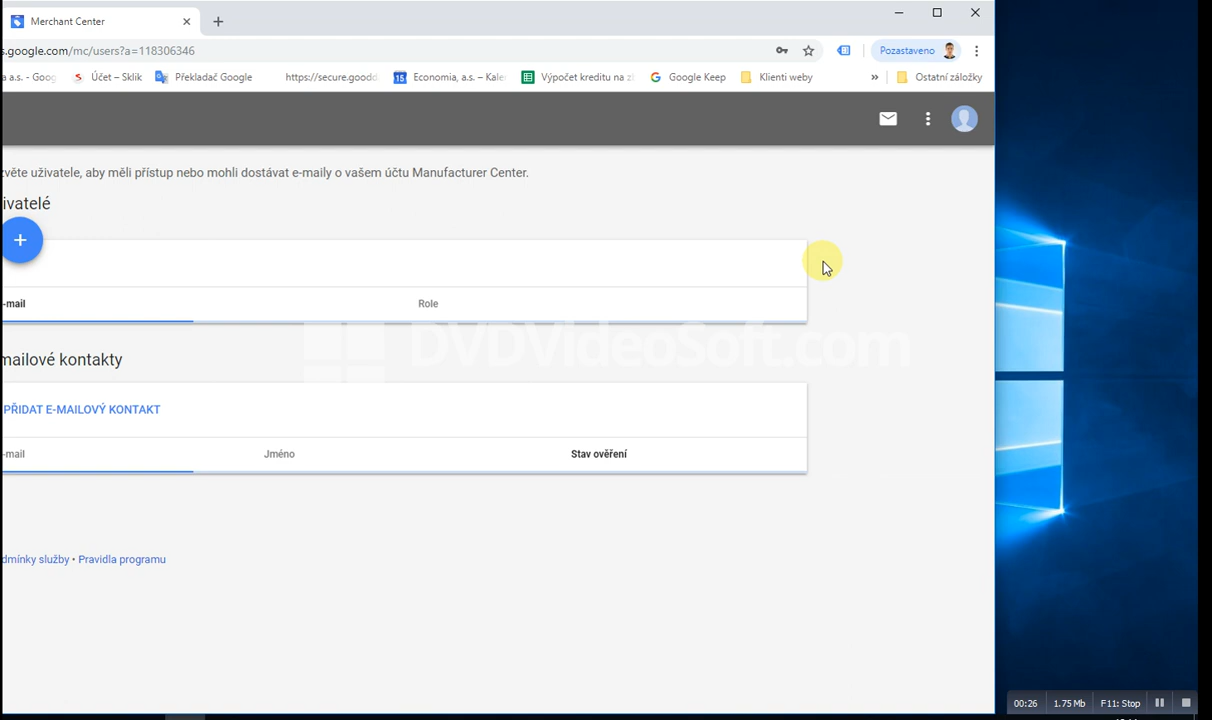 Merchant Center
s.google.com/mc/users?a=118306346
Pozastaveno
a a.s. - Goog
Účet – Sklik
Překladač Google
https://secure.goodd
Economia, a.s. – Kale
Výpočet kreditu na z
Google Keep
Klienti weby
»
Ostatní záložky
zvěte uživatele, aby měli přístup nebo mohli dostávat e-maily o vašem účtu Manufacturer Center.
ivatelé
-mail Role
DVDVideoSoft.com
mailové kontakty
PŘIDAT E-MAILOVÝ KONTAKT
-mail Jméno Stav ověření
dmínky služby • Pravidla programu
00:26 1.75 Mb F11: Stop